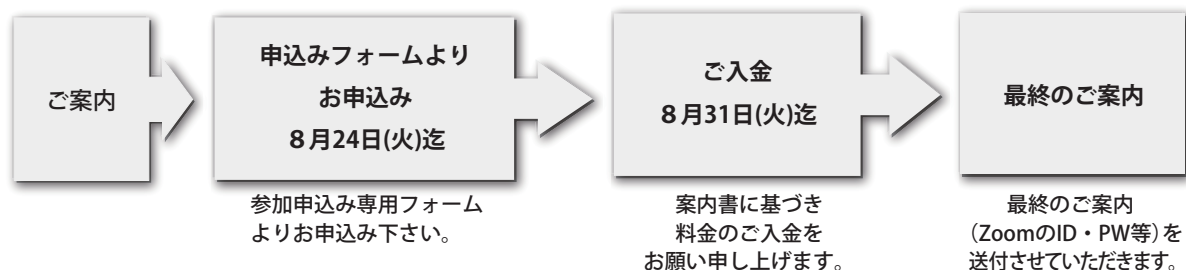 ご案内
申込みフォームより
お申込み
８月24日(火)迄
参加申込み専用フォーム
よりお申込み下さい。
ご入金
８月31日(火)迄
案内書に基づき
料金のご入金を
お願い申し上げます。
最終のご案内
最終のご案内
（ZoomのID・PW等）を
送付させていただきます。